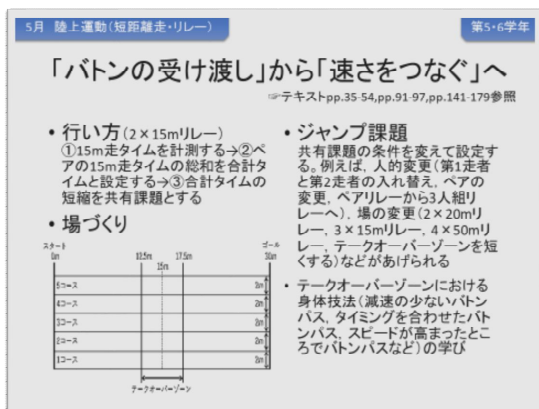 5月 陸上運動(短距離走・リレー)
第5・6学年
「バトンの受け渡し」から「速さをつなぐ」へ
☞テキストpp.35-54,pp.91-97,pp.141-179参照
• 行い方(2×15mリレー)
①15m走タイムを計測する→②ペ
アの15m走タイムの総和を合計タ
イムと設定する→③合計タイムの
短縮を共有課題とする
• 場づくり
スタート
0m
12.5m
15m
17.5m
ゴール
30m
5コース
2m
4コース
2m
3コース
2m
2コース
2m
1コース
2m
テークオーバーゾーン
• ジャンプ課題
共有課題の条件を変えて設定す
る。例えば,人的変更(第1走者
と第2走者の入れ替え,ペアの
変更,ペアリレーから3人組リ
レーへ),場の変更(2×20mリ
レー,3×15mリレー,4×50mリ
レー,テークオーバーゾーンを短
くする)などがあげられる
• テークオーバーゾーンにおける
身体技法(減速の少ないバトン
パス,タイミングを合わせたバト
ンパス,スピードが高まったとこ
ろでバトンパスなど)の学び